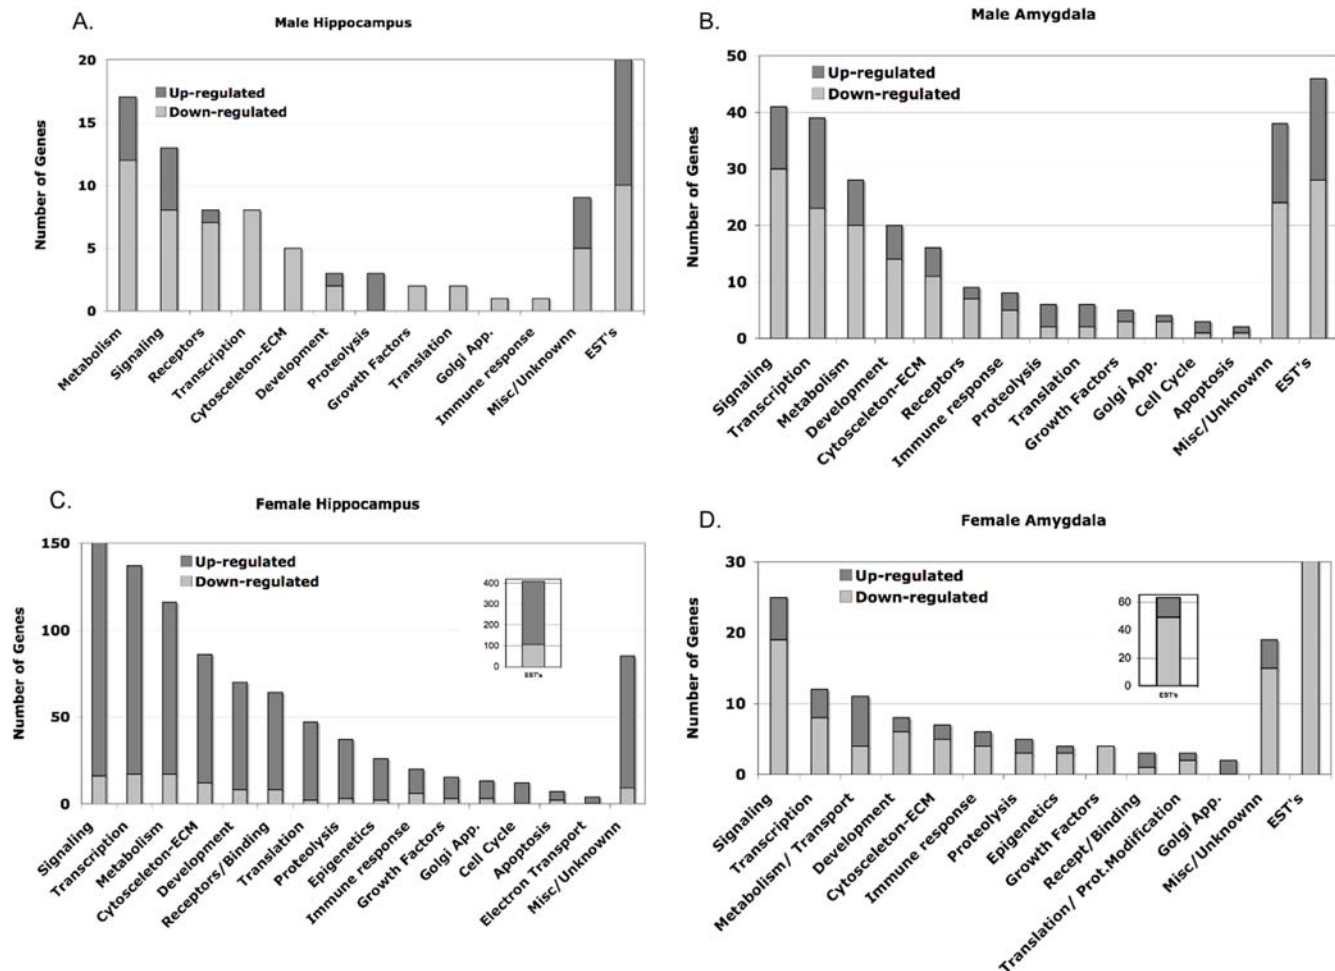 A.
Male Hippocampus
Number of Genes
20
15
10
5
0
Up-regulated
Down-regulated
Metabolism
Signaling
Receptors
Transcription
Cytosceleton-ECM
Development
Proteolysis
Growth Factors
Translation
Golgi App.
Immune response
Misc/Unknownn
EST's
B.
Male Amygdala
Number of Genes
50
40
30
20
10
0
Up-regulated
Down-regulated
Signaling
Transcription
Metabolism
Development
Cytosceleton-ECM
Receptors
Immune response
Proteolysis
Translation
Growth Factors
Golgi App.
Cell Cycle
Apoptosis
Misc/Unknownn
EST's
C.
Female Hippocampus
Number of Genes
150
100
50
0
Up-regulated
Down-regulated
400
300
200
100
0
EST's
Signaling
Transcription
Metabolism
Cytosceleton-ECM
Development
Receptors/Binding
Translation
Proteolysis
Epigenetics
Immune response
Growth Factors
Golgi App.
Cell Cycle
Apoptosis
Electron Transport
Misc/Unknownn
D.
Female Amygdala
Number of Genes
30
20
10
0
Up-regulated
Down-regulated
60
40
20
0
EST's
Signaling
Transcription
Metabolism/ Transport
Development
Cytosceleton-ECM
Immune response
Proteolysis
Epigenetics
Growth Factors
Recept/Binding
Translation/ Prot.Modification
Golgi App.
Misc/Unknownn
EST's